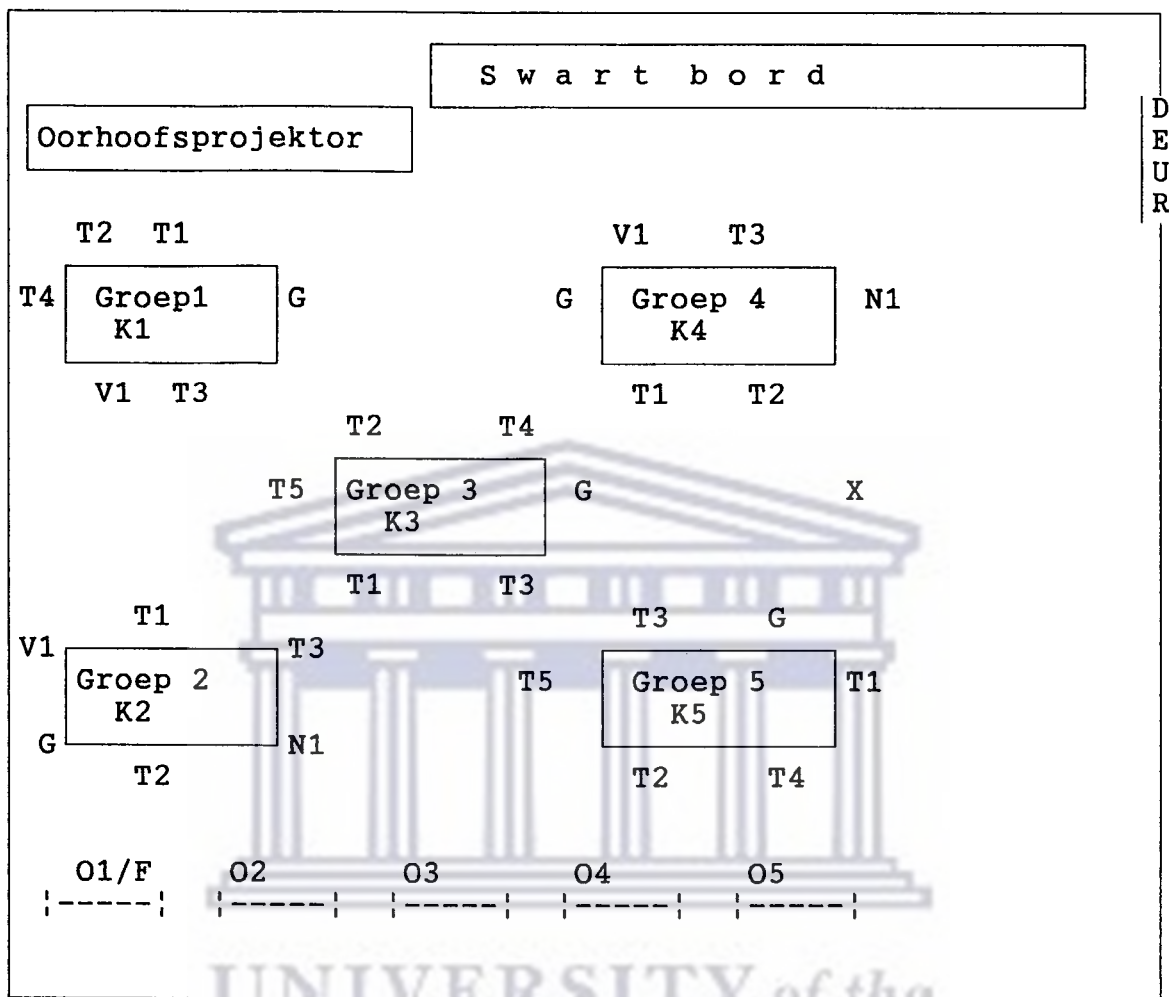 S w a r t  b o r d
Oorhoofsprojektor
D
E
U
R
T2 T1
V1 T3
T4 Groep1 G
K1
G Groep 4 N1
K4
V1 T3
T1 T2
T2 T4
T5 Groep 3 G X
K3
T1 T3
T1
V1 T3
Groep 2
K2
G N1
T2
T3 G
T5 Groep 5 T1
K5
T2 T4
O1/F O2 O3 O4 O5
UNIVERSITY of the